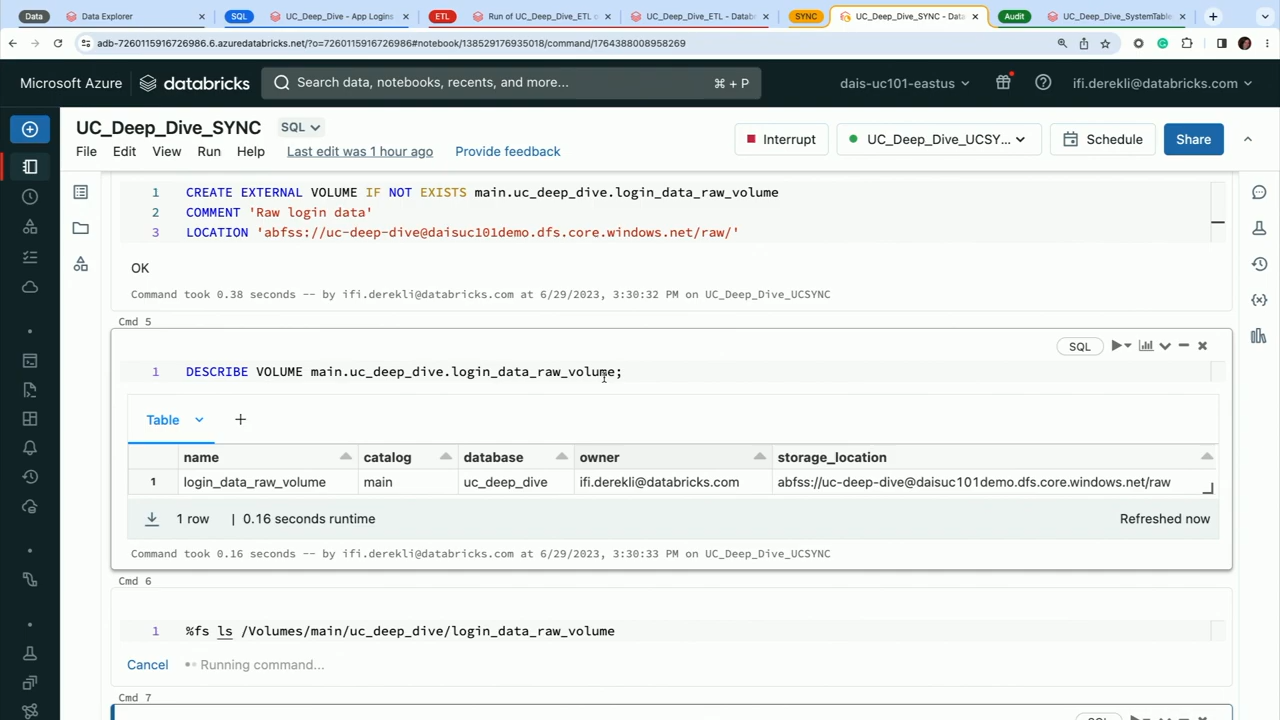 Data
Data Explorer
SQL
UC_Deep_Dive - App Logins
ETL
Run of UC_Deep_Dive_ETL
UC_Deep_Dive_ETL - Datab
SYNC
UC_Deep_Dive_SYNC - Data
Audit
UC_Deep_Dive_SystemTable
adb-7260115916726986.6.azuredatabricks.net/?o=7260115916726986#notebook/138529176935018/command/1764388008958269
Microsoft Azure
databricks
Search data, notebooks, recents, and more...
⌘ + P
dais-uc101-eastus
ifi.derekli@databricks.com
UC_Deep_Dive_SYNC
SQL
File Edit View Run Help
Last edit was 1 hour ago
Provide feedback
Interrupt
UC_Deep_Dive_UCSY...
Schedule
Share
1 CREATE EXTERNAL VOLUME IF NOT EXISTS main.uc_deep_dive.login_data_raw_volume
2 COMMENT 'Raw login data'
3 LOCATION 'abfss://uc-deep-dive@daisuc101demo.dfs.core.windows.net/raw/'
OK
Command took 0.38 seconds -- by ifi.derekli@databricks.com at 6/29/2023, 3:30:32 PM on UC_Deep_Dive_UCSYNC
Cmd 5
SQL
1 DESCRIBE VOLUME main.uc_deep_dive.login_data_raw_volume;
Table +
name catalog database owner storage_location
1 login_data_raw_volume main uc_deep_dive ifi.derekli@databricks.com abfss://uc-deep-dive@daisuc101demo.dfs.core.windows.net/raw
1 row | 0.16 seconds runtime
Refreshed now
Command took 0.16 seconds -- by ifi.derekli@databricks.com at 6/29/2023, 3:30:33 PM on UC_Deep_Dive_UCSYNC
Cmd 6
1 %fs ls /Volumes/main/uc_deep_dive/login_data_raw_volume
Cancel Running command...
Cmd 7
SQL